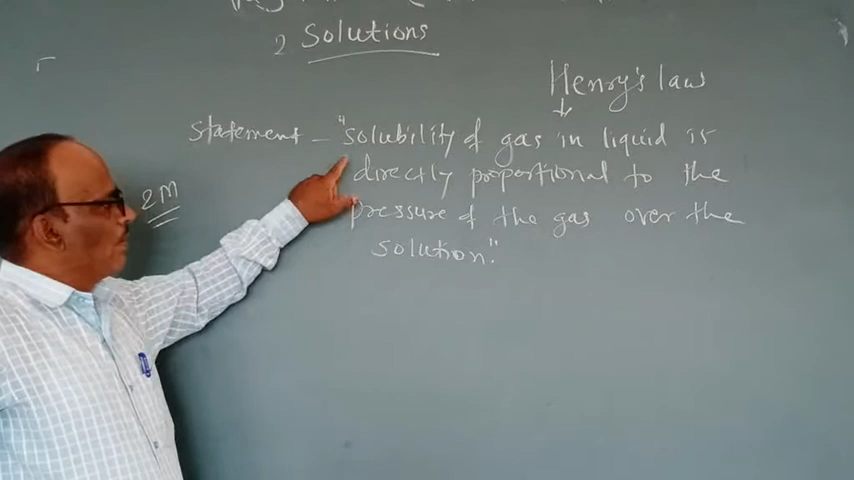 2 Solutions
Henry's law
↓
Statement – "Solubility of gas in liquid is
directly proportional to the
pressure of the gas over the
solution."
2M